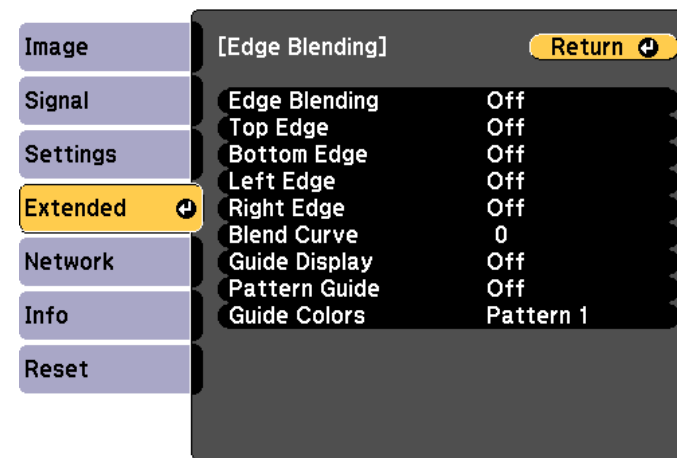 Image
Signal
Settings
Extended
Network
Info
Reset
[Edge Blending] Return
Edge Blending Off
Top Edge Off
Bottom Edge Off
Left Edge Off
Right Edge Off
Blend Curve 0
Guide Display Off
Pattern Guide Off
Guide Colors Pattern 1